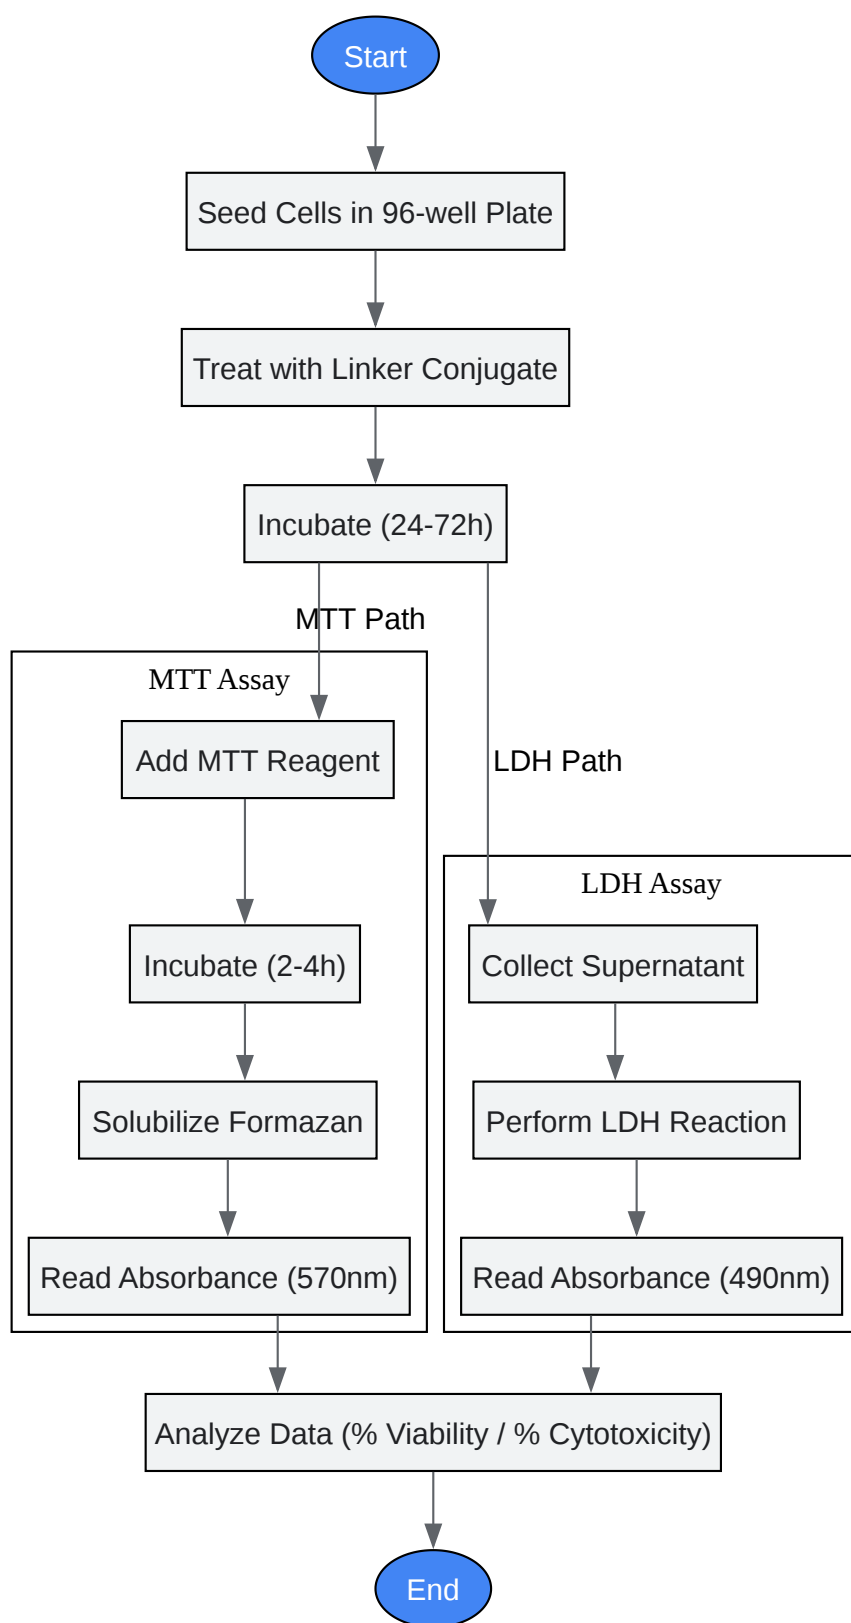 Start
Seed Cells in 96-well Plate
Treat with Linker Conjugate
Incubate (24-72h)
MTT Path
MTT Assay
Add MTT Reagent
LDH Path
LDH Assay
Incubate (2-4h)
Collect Supernatant
Solubilize Formazan
Perform LDH Reaction
Read Absorbance (570nm)
Read Absorbance (490nm)
Analyze Data (% Viability / % Cytotoxicity)
End